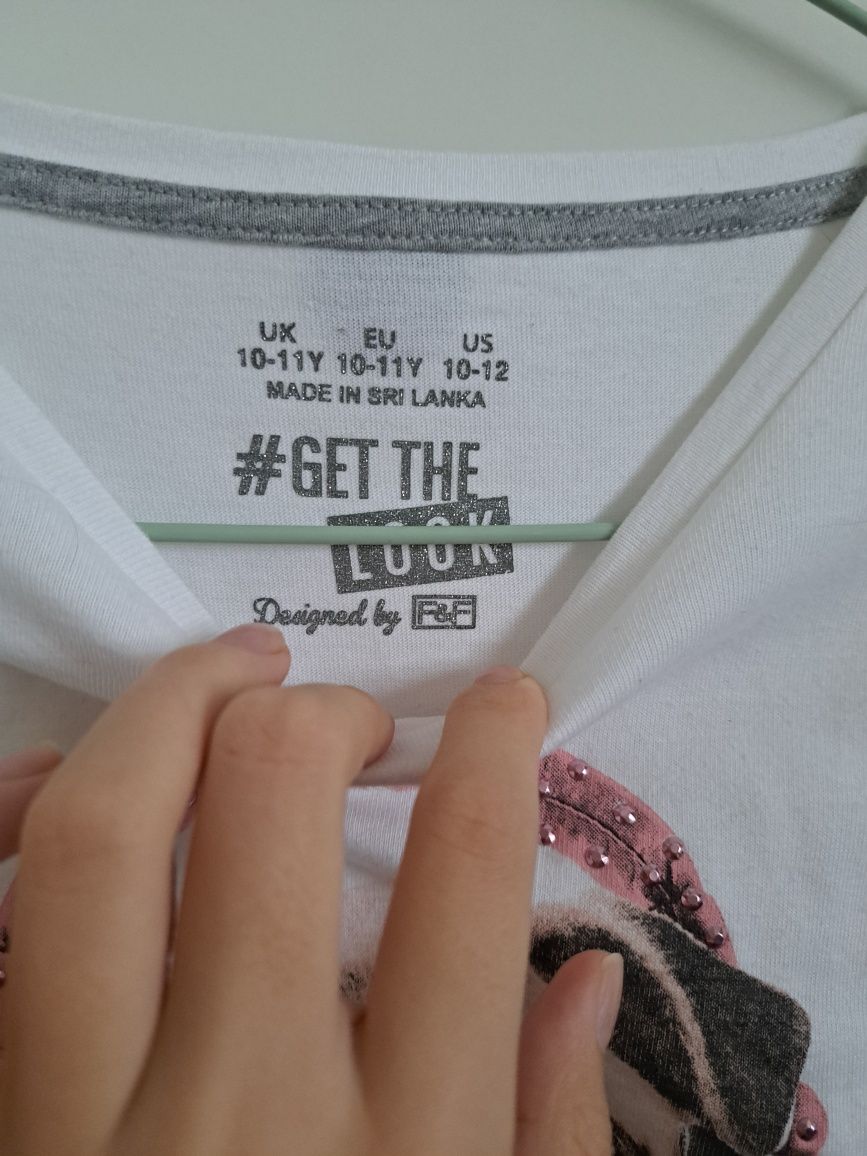 UK EU US
10-11Y 10-11Y 10-12
MADE IN SRI LANKA
#GET THE
LOOK
Designed by F&F